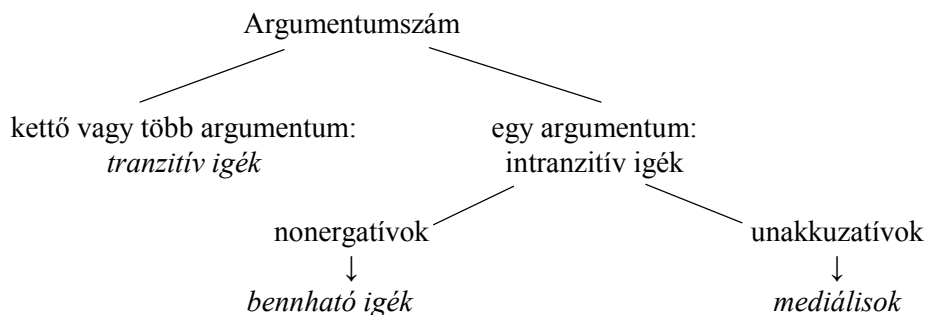 Argumentumszám
kettő vagy több argumentum:
tranzitív igék
egy argumentum:
intranzitív igék
nonergatívok
unakkuzatívok
↓
↓
bennható igék
mediálisok